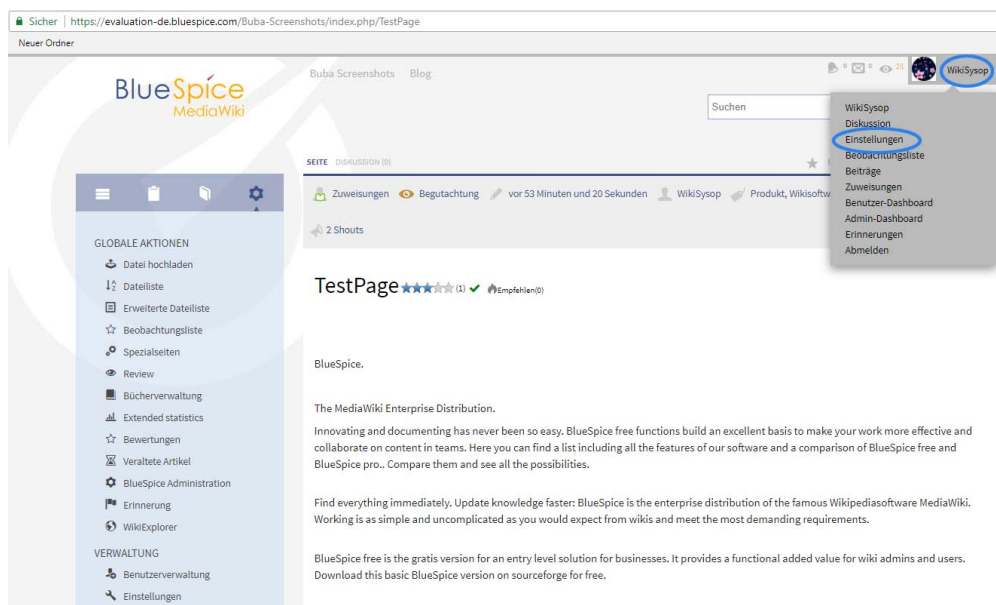 Sicher | https://evaluation-de.bluespice.com/Buba-Screenshots/index.php/TestPage
Neuer Ordner
BlueSpice
MediaWiki
Buba Screenshots Blog
0 0 WikiSysop
Suchen
WikiSysop
Diskussion
Einstellungen
Beobachtungsliste
Beiträge
Zuweisungen
Benutzer-Dashboard
Admin-Dashboard
Erinnerungen
Abmelden
SEITE DISKUSSION (0)
Zuweisungen Begutachtung vor 53 Minuten und 20 Sekunden WikiSysop Produkt, Wikisoftw
2 Shouts
GLOBALE AKTIONEN
Datei hochladen
Dateiliste
Erweiterte Dateiliste
Beobachtungsliste
Spezialseiten
Review
Bücherverwaltung
Extended statistics
Bewertungen
Veraltete Artikel
BlueSpice Administration
Erinnerung
WikiExplorer
VERWALTUNG
Benutzerverwaltung
Einstellungen
TestPage (1) Empfehlen(0)
BlueSpice.
The MediaWiki Enterprise Distribution.
Innovating and documenting has never been so easy. BlueSpice free functions build an excellent basis to make your work more effective and
collaborate on content in teams. Here you can find a list including all the features of our software and a comparison of BlueSpice free and
BlueSpice pro.. Compare them and see all the possibilities.
Find everything immediately. Update knowledge faster: BlueSpice is the enterprise distribution of the famous Wikipediasoftware MediaWiki.
Working is as simple and uncomplicated as you would expect from wikis and meet the most demanding requirements.
BlueSpice free is the gratis version for an entry level solution for businesses. It provides a functional added value for wiki admins and users.
Download this basic BlueSpice version on sourceforge for free.